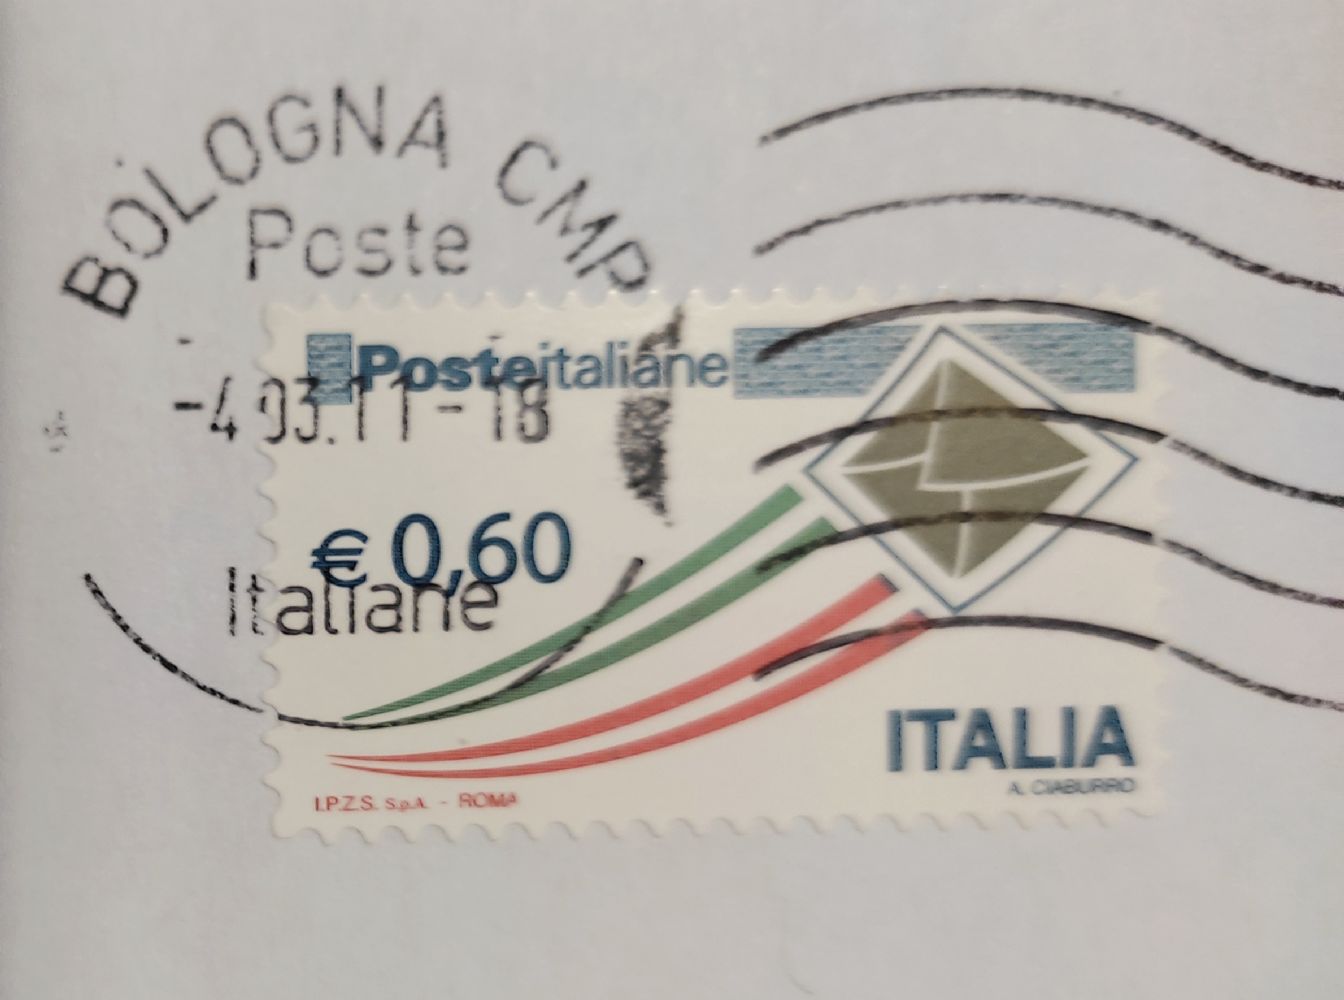 BOLOGNA CMP
Poste
Posteitaliane
-4.03.11-18
€ 0,60
Italiane
ITALIA
A. CIABURRO
I.P.Z.S. S.p.A. - ROMA